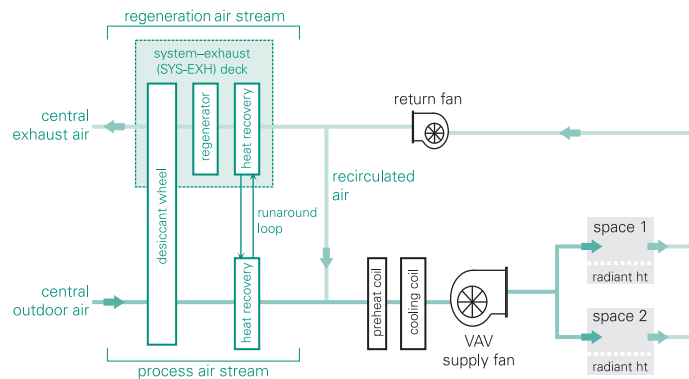 regeneration air stream
system–exhaust
(SYS-EXH) deck
central
exhaust air
return fan
regenerator
heat recovery
desiccant wheel
recirculated
air
runaround
loop
space 1
radiant ht
central
outdoor air
heat recovery
preheat coil
cooling coil
VAV
supply fan
space 2
radiant ht
process air stream